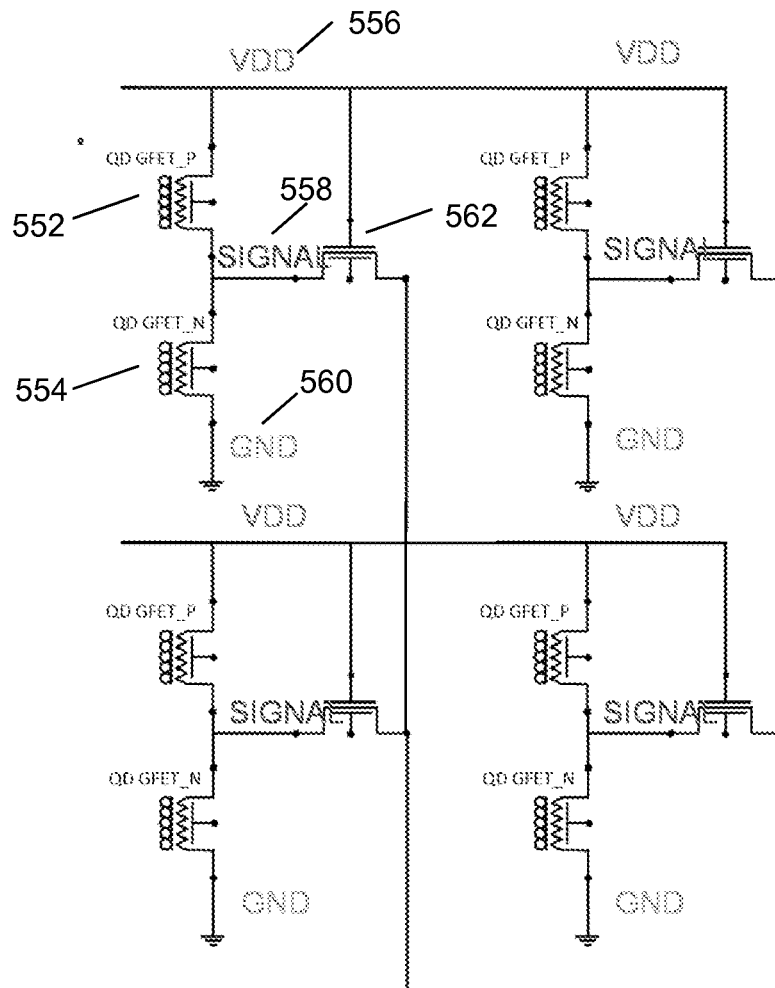 556
VDD VDD
QD GFET_P QD GFET_P
552
558
562
SIGNAL SIGNAL
QD GFET_N QD GFET_N
554
560
GND GND
VDD VDD
QD GFET_P QD GFET_P
SIGNAL SIGNAL
QD GFET_N QD GFET_N
GND GND